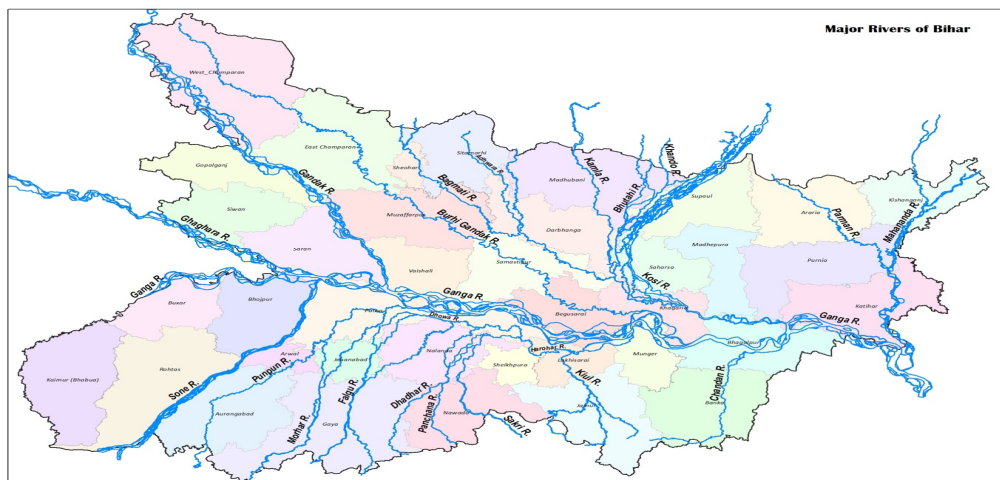 Major Rivers of Bihar
West_Champaran
East Champaran
Gopalganj
Siwan
Saran
Sheohar
Sitamarhi
Madhubani
Muzaffarpur
Darbhanga
Supaul
Araria
Kishanganj
Madhepura
Purnia
Saharsa
Samastipur
Vaishali
Katihar
Khagaria
Begusarai
Bhagalpur
Buxar
Bhojpur
Patna
Kaimur (Bhabua)
Rohtas
Arwal
Jehanabad
Nalanda
Sheikhpura
Lakhisarai
Munger
Aurangabad
Gaya
Nawada
Jamui
Banka
Gandak R.
Bagmati R.
Kamla R.
Bhutahi R.
Khando R.
Burhi Gandak R.
Ghaghara R.
Parman R.
Mahananda R.
Kosi R.
Ganga R.
Ganga R.
Ganga R.
Dhowa R.
Harohar R.
Sone R.
Punpun R.
Morhar R.
Falgu R.
Dhadhar R.
Panchana R.
Sakri R.
Kiul R.
Chandan R.